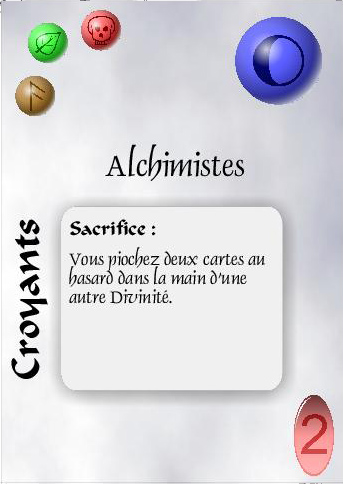 Alchimistes
Croyants
Sacrifice :
Vous piochez deux cartes au
hasard dans la main d'une
autre Divinité.
2